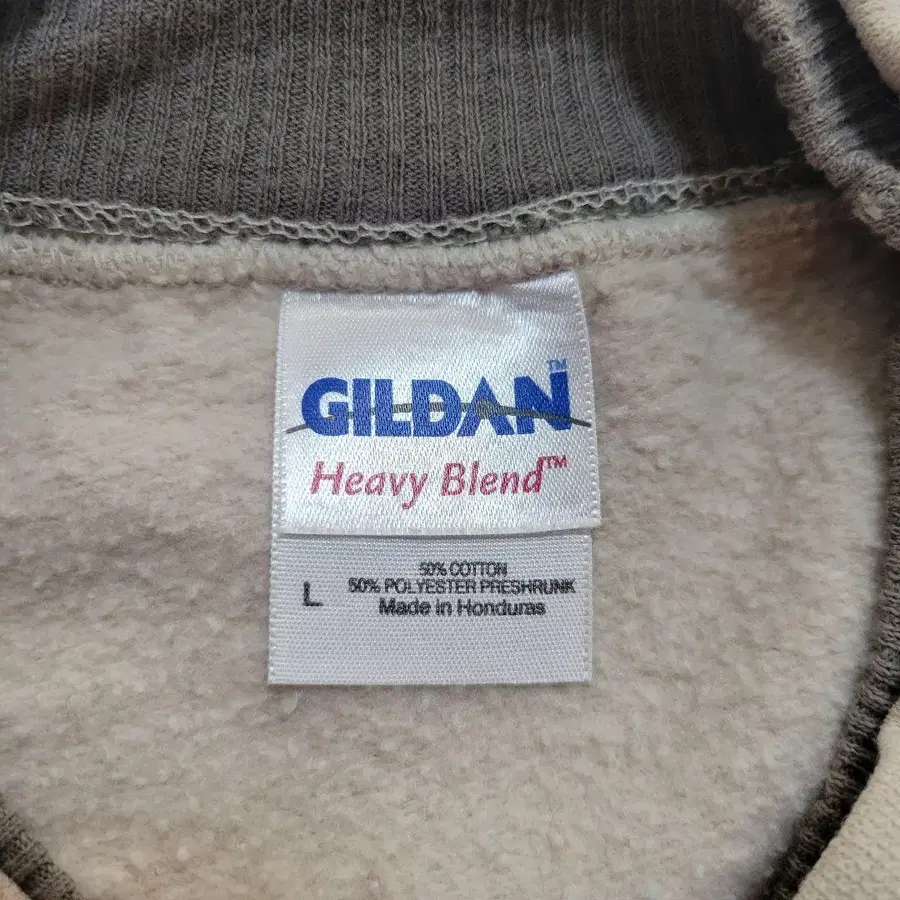 GILDAN™
Heavy Blend™
50% COTTON
L 50% POLYESTER PRESHRUNK
Made in Honduras